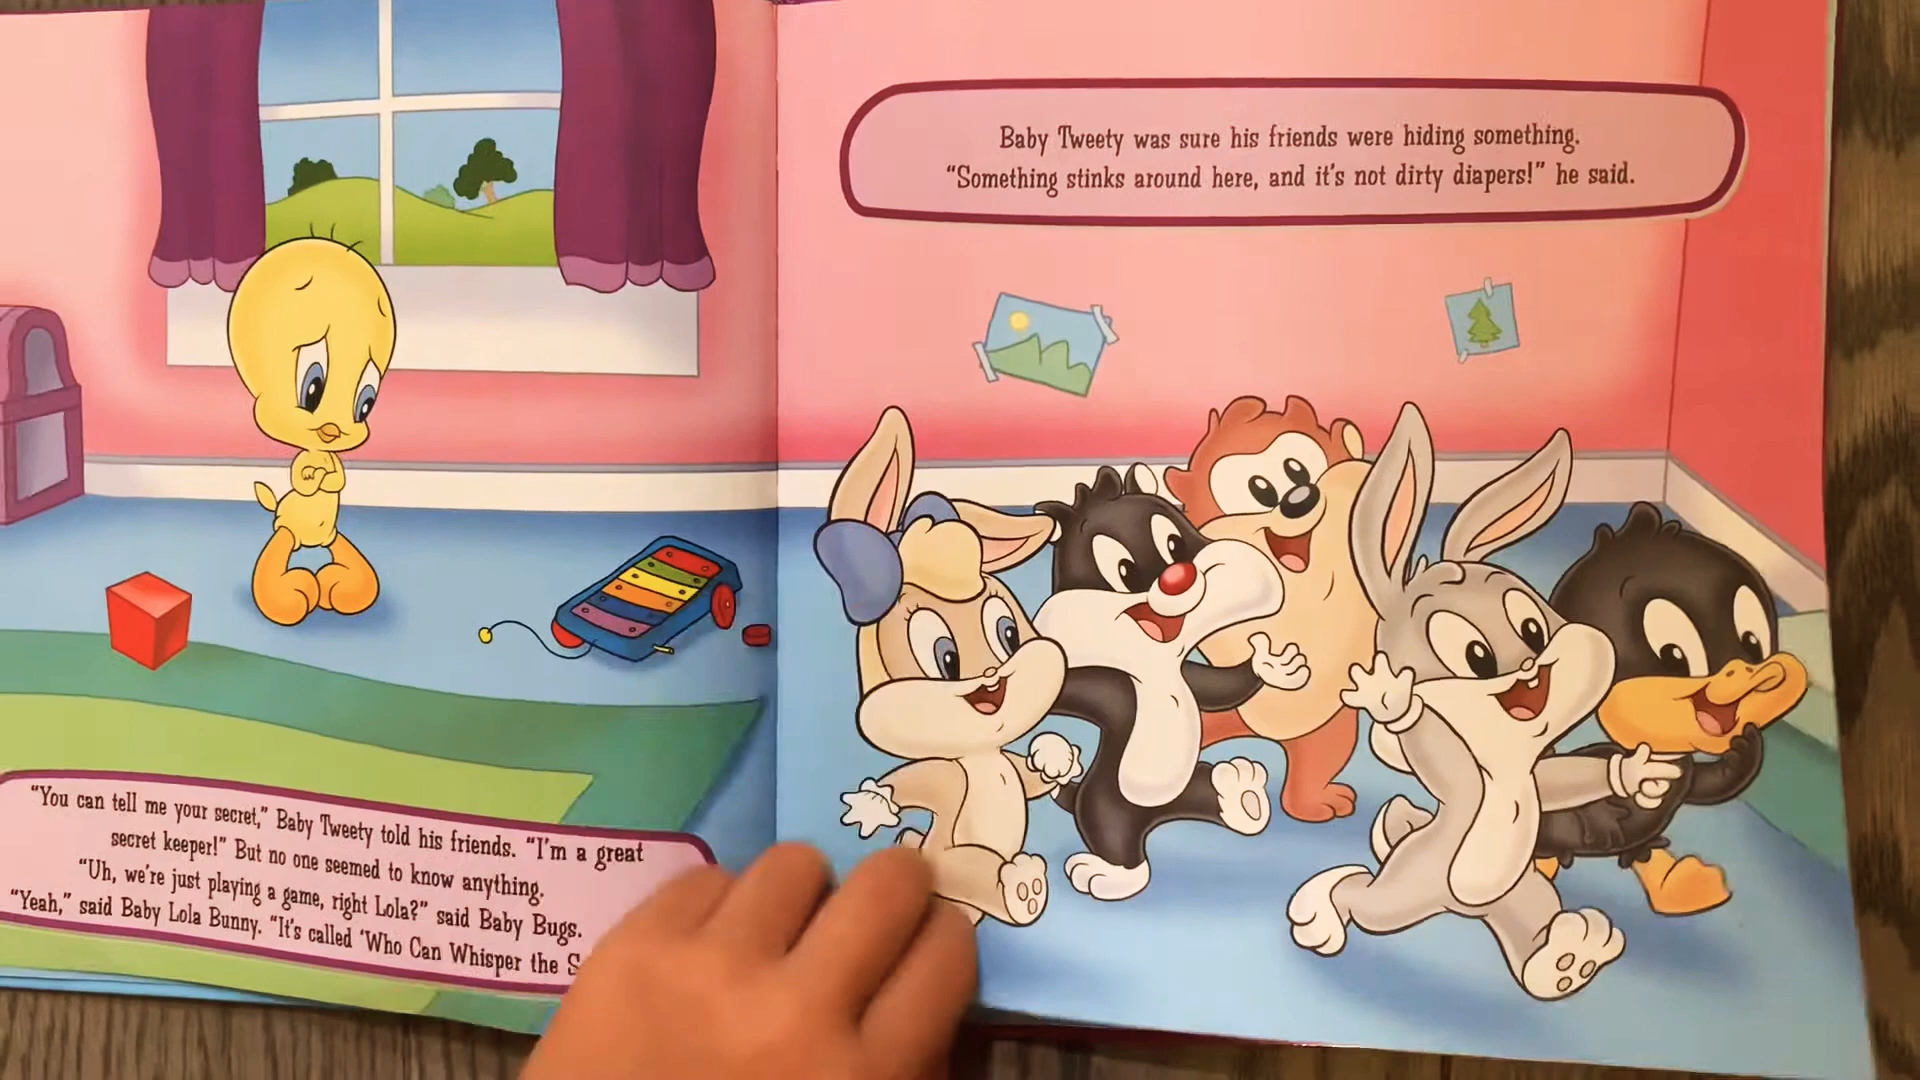 “You can tell me your secret,” Baby Tweety told his friends. “I’m a great
secret keeper!” But no one seemed to know anything.
“Uh, we’re just playing a game, right Lola?” said Baby Bugs.
“Yeah,” said Baby Lola Bunny. “It’s called ‘Who Can Whisper the
Baby Tweety was sure his friends were hiding something.
“Something stinks around here, and it’s not dirty diapers!” he said.